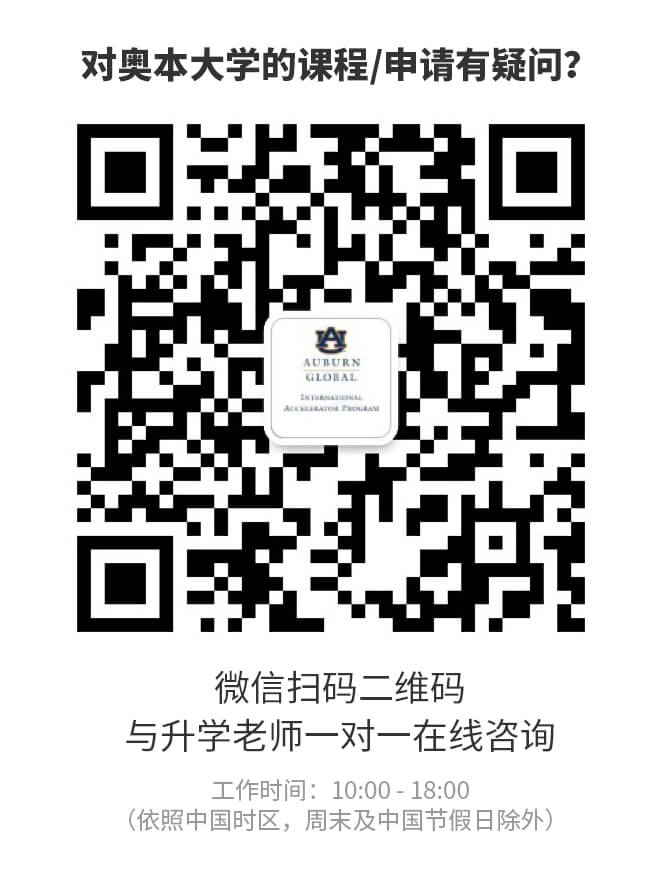 对奥本大学的课程/申请有疑问？
AUBURN
GLOBAL
INTERNATIONAL
ACCELERATOR PROGRAM
微信扫码二维码
与升学老师一对一在线咨询
工作时间：10:00 - 18:00
（依照中国时区，周末及中国节假日除外）